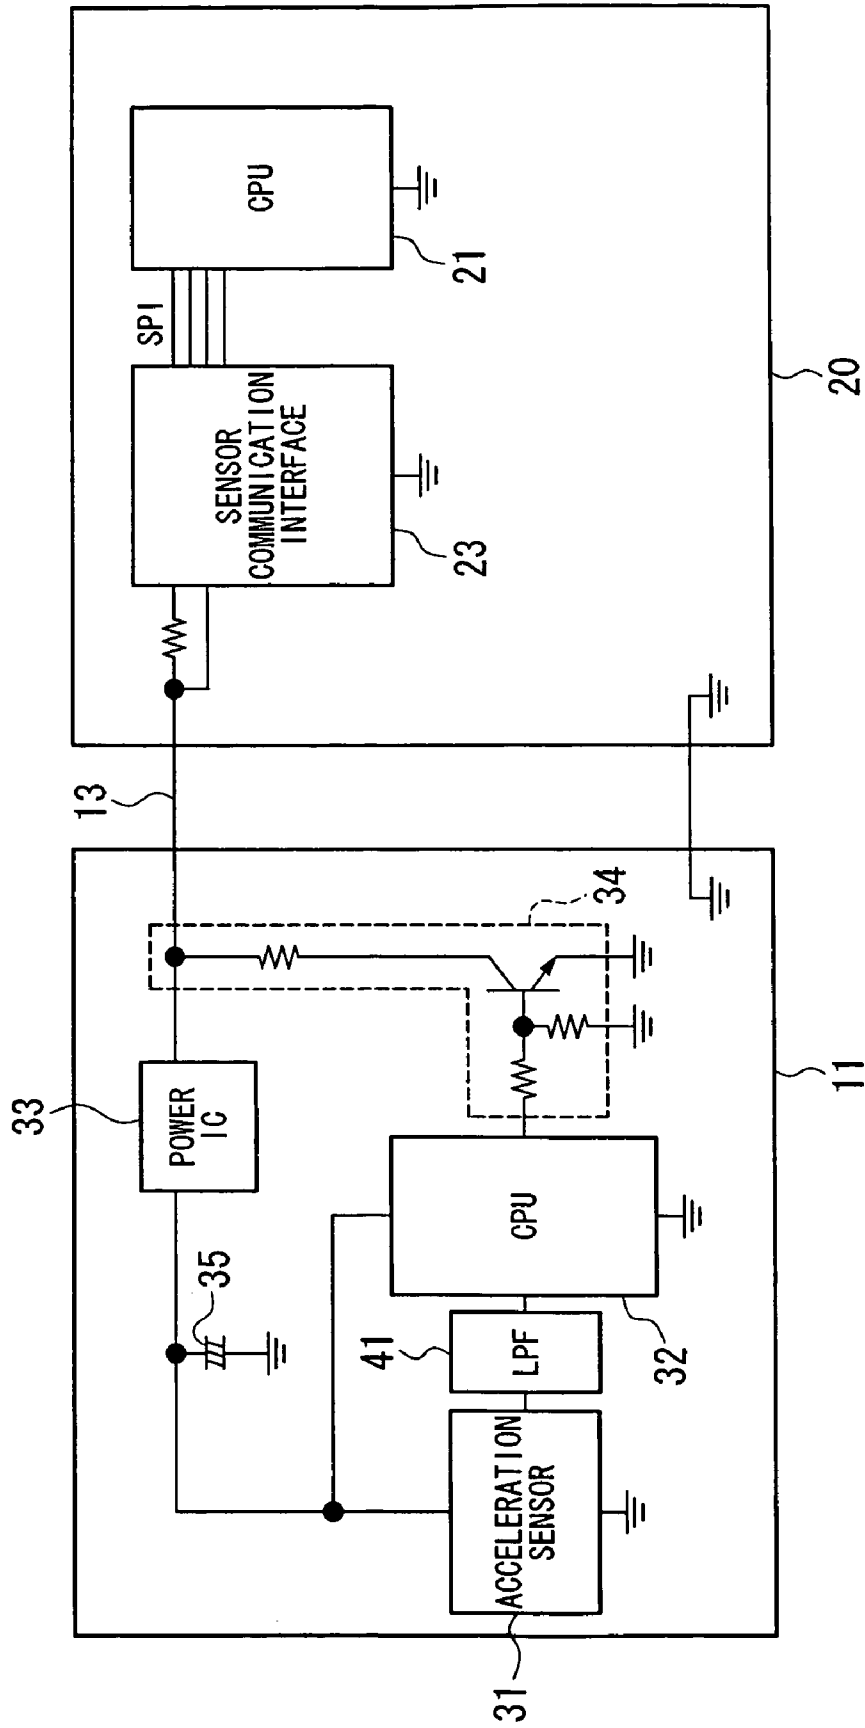 33
35
POWER
IC
13
SPI
SENSOR
COMMUNICATION
INTERFACE
CPU
23
21
34
41
ACCELERATION
SENSOR
LPF
CPU
31
32
11
20